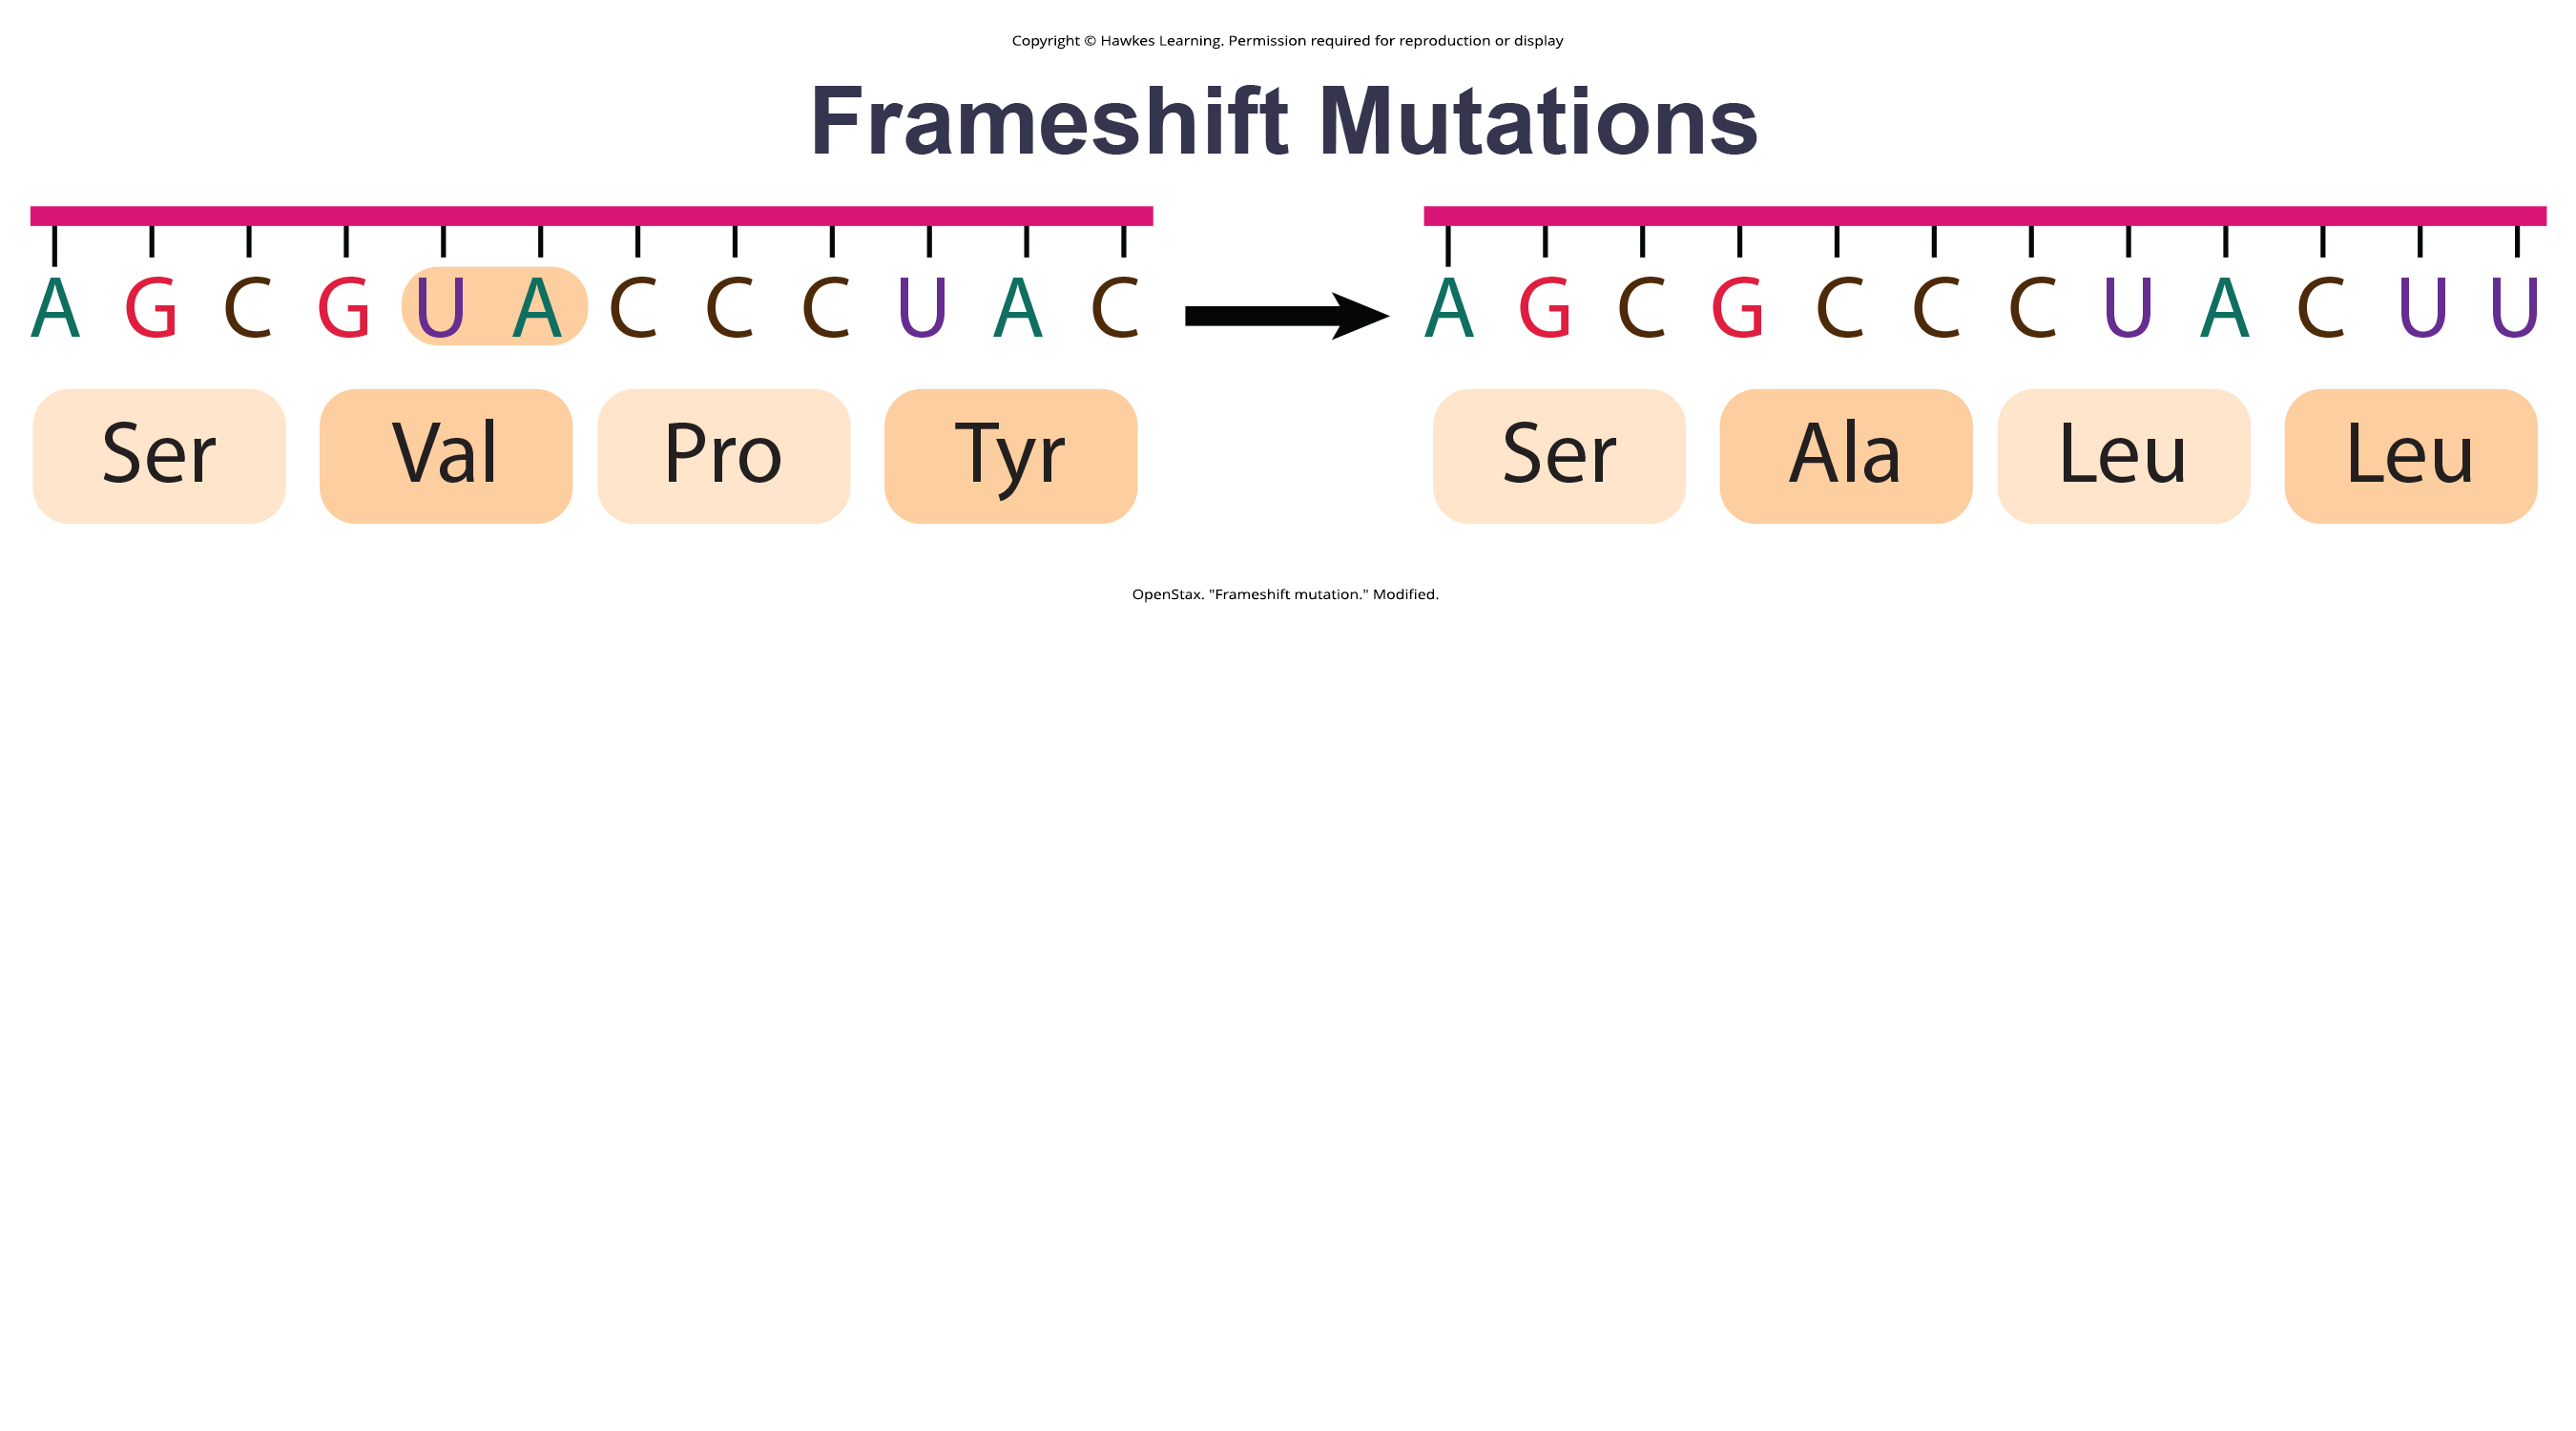 Copyright © Hawkes Learning. Permission required for reproduction or display
Frameshift Mutations
A G C G U A C C C U A C
A G C G C C C U A C U U
Ser Val Pro Tyr
Ser Ala Leu Leu
OpenStax. "Frameshift mutation." Modified.